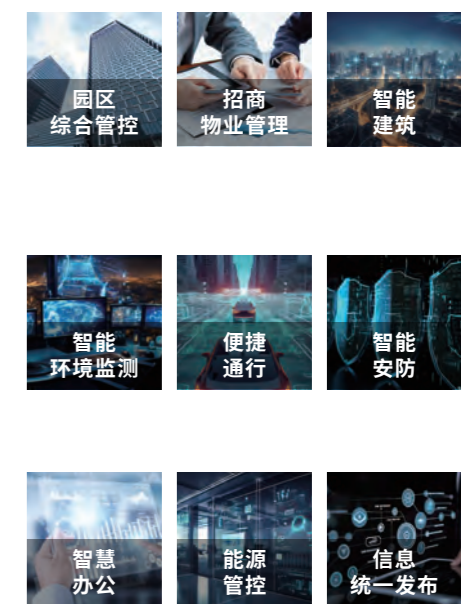 园区
综合管控
招商
物业管理
智能
建筑
智能
环境监测
便捷
通行
智能
安防
智慧
办公
能源
管控
信息
统一发布